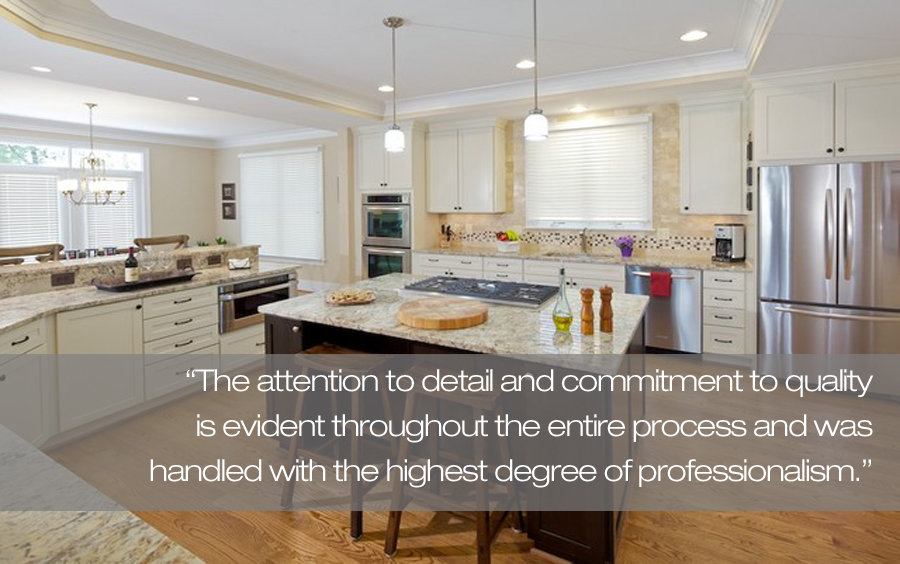 “The attention to detail and commitment to quality
is evident throughout the entire process and was
handled with the highest degree of professionalism.”